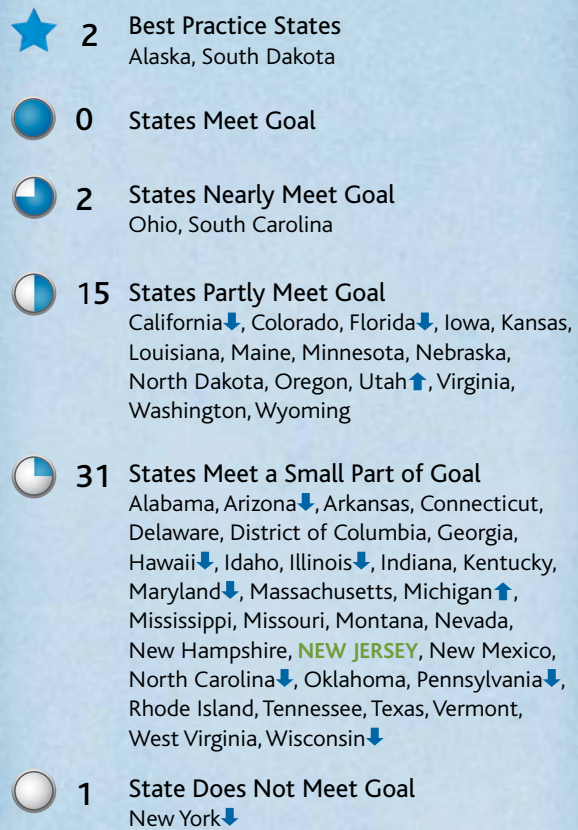 2 Best Practice States
Alaska, South Dakota
0 States Meet Goal
2 States Nearly Meet Goal
Ohio, South Carolina
15 States Partly Meet Goal
California⬇, Colorado, Florida⬇, Iowa, Kansas,
Louisiana, Maine, Minnesota, Nebraska,
North Dakota, Oregon, Utah⬆, Virginia,
Washington, Wyoming
31 States Meet a Small Part of Goal
Alabama, Arizona⬇, Arkansas, Connecticut,
Delaware, District of Columbia, Georgia,
Hawaii⬇, Idaho, Illinois⬇, Indiana, Kentucky,
Maryland⬇, Massachusetts, Michigan⬆,
Mississippi, Missouri, Montana, Nevada,
New Hampshire, NEW JERSEY, New Mexico,
North Carolina⬇, Oklahoma, Pennsylvania⬇,
Rhode Island, Tennessee, Texas, Vermont,
West Virginia, Wisconsin⬇
1 State Does Not Meet Goal
New York⬇